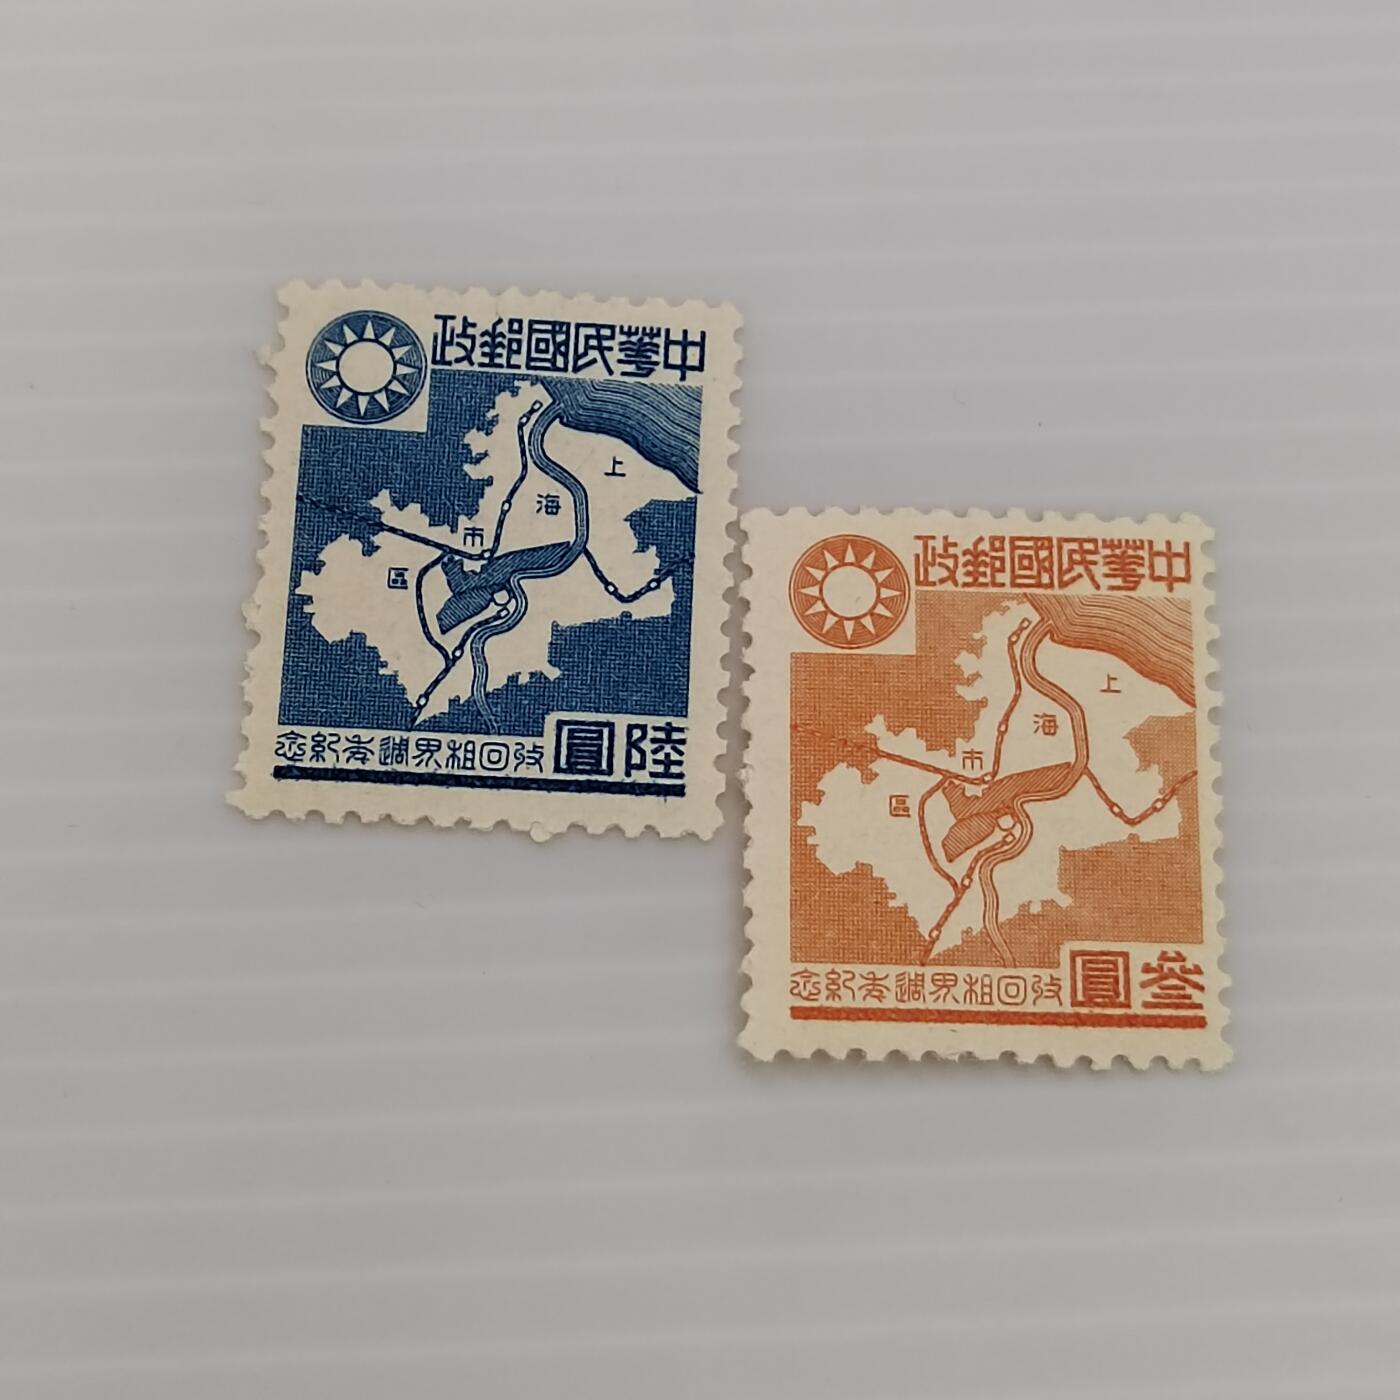 中華民國郵政
上
海
市
區
陸圓 收回租界週年紀念
中華民國郵政
上
海
市
區
叄圓 收回租界週年紀念